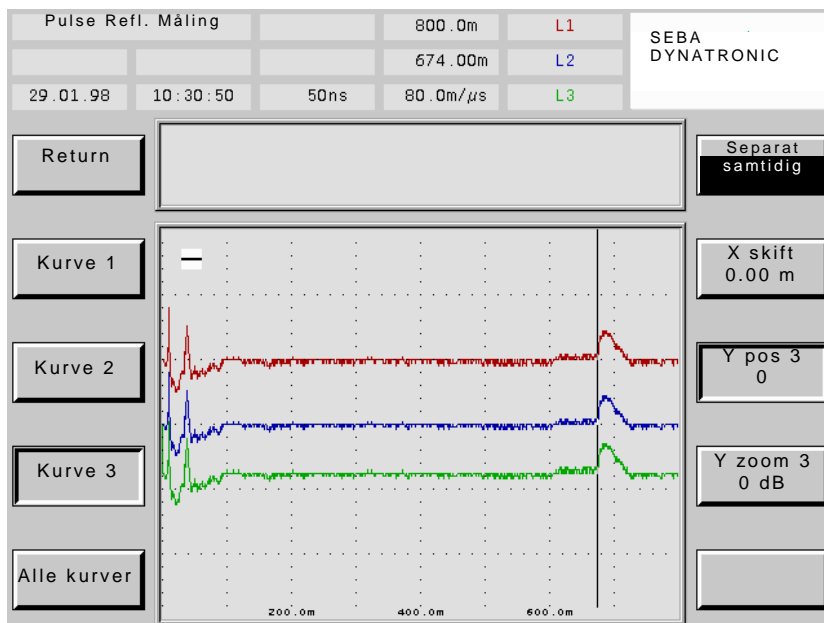 Pulse Refl. Måling 800.0m L1
674.00m L2
29.01.98 10:30:50 50ns 80.0m/µs L3
SEBA
DYNATRONIC
Return
Separat
samtidig
Kurve 1
X skift
0.00 m
Kurve 2
Y pos 3
0
Kurve 3
Y zoom 3
0 dB
Alle kurver
200.0m 400.0m 600.0m